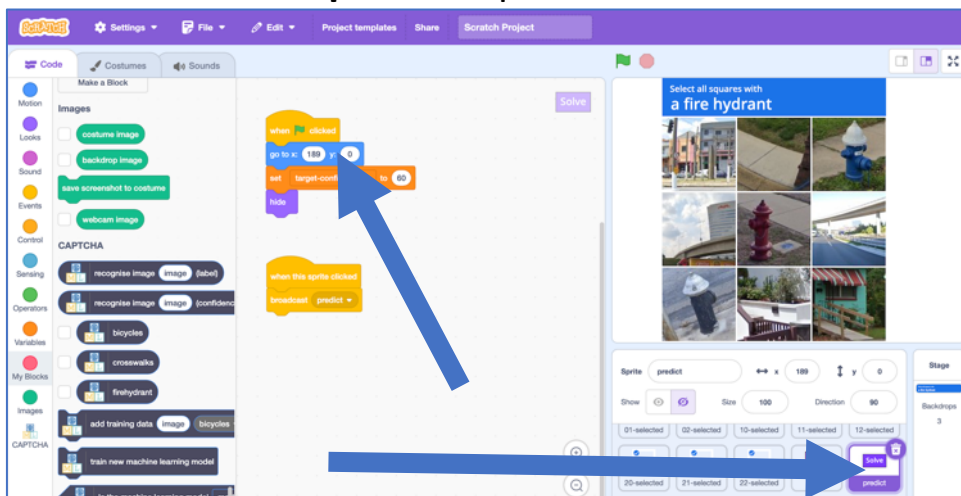 SCRATCH Settings File Edit Project templates Share Scratch Project
Code Costumes Sounds
Motion
Looks
Sound
Events
Control
Sensing
Operators
Variables
My Blocks
Images
CAPTCHA
Make a Block
Images
costume image
backdrop image
save screenshot to costume
webcam image
CAPTCHA
recognise image image (label)
recognise image image (confidenc
bicycles
crosswalks
firehydrant
add training data image bicycles
train new machine learning model
Solve
when clicked
go to x: 189 y: 0
set target-confi to 60
hide
when this sprite clicked
broadcast predict
Select all squares with
a fire hydrant
Sprite predict x 189 y 0
Show Size 100 Direction 90
01-selected 02-selected 10-selected 11-selected 12-selected
Solve
20-selected 21-selected 22-selected predict
Stage
Backdrops
3